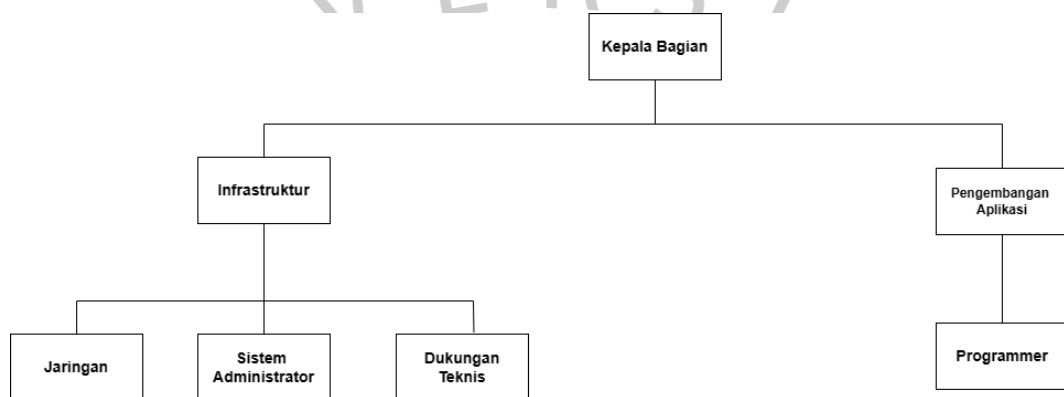 Kepala Bagian
Infrastruktur
Pengembangan
Aplikasi
Jaringan
Sistem
Administrator
Dukungan
Teknis
Programmer